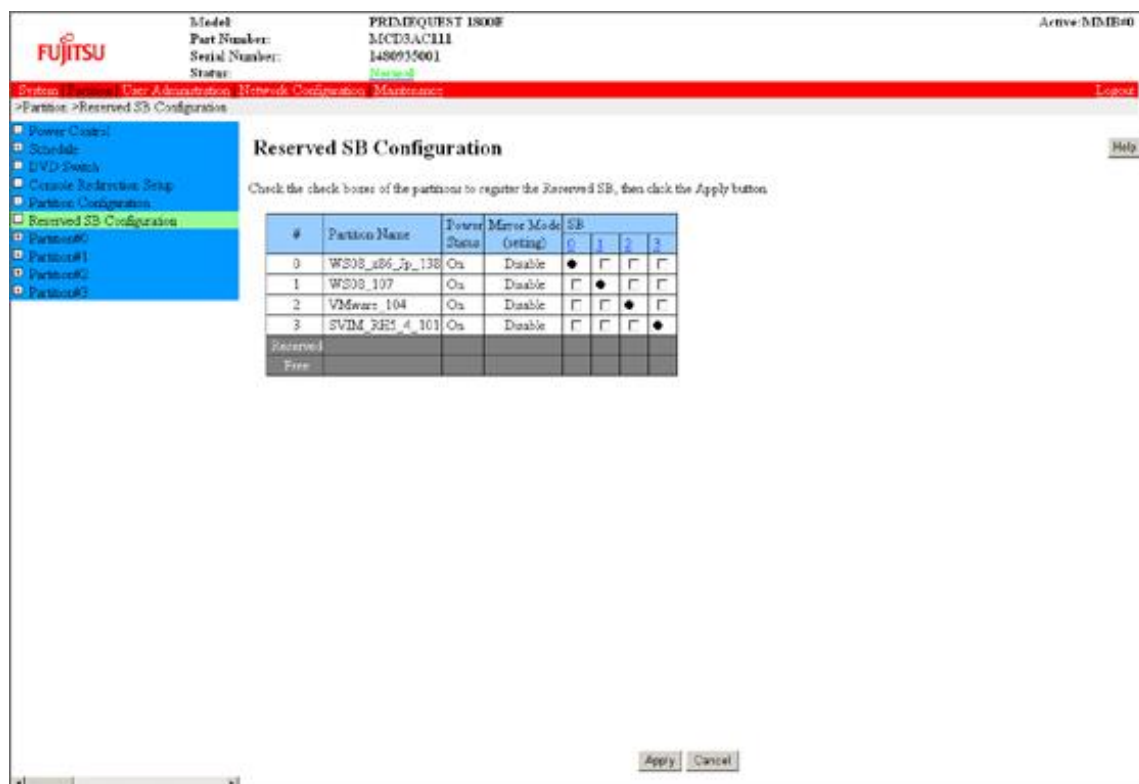 FUJITSU
Model: PRIMEQUEST 1800E
Part Number: MCD3AC111
Serial Number: 1480935001
Status: Normal
Active:MMB#0
System Partition User Administration Network Configuration Maintenance Logout
>Partition >Reserved SB Configuration
Power Control
Schedule
DVD Switch
Console Redirection Setup
Partition Configuration
Reserved SB Configuration
Partition#0
Partition#1
Partition#2
Partition#3
Reserved SB Configuration
Help
Check the check boxes of the partitions to register the Reserved SB, then click the Apply button.
# Partition Name Power Status Mirror Mode (setting) SB
0 1 2 3
0 WS08_x86_Jp_138 On Disable ●
1 WS08_107 On Disable ●
2 VMware_104 On Disable ●
3 SVIM_RH5_4_101 On Disable ●
Reserved
Free
Apply Cancel